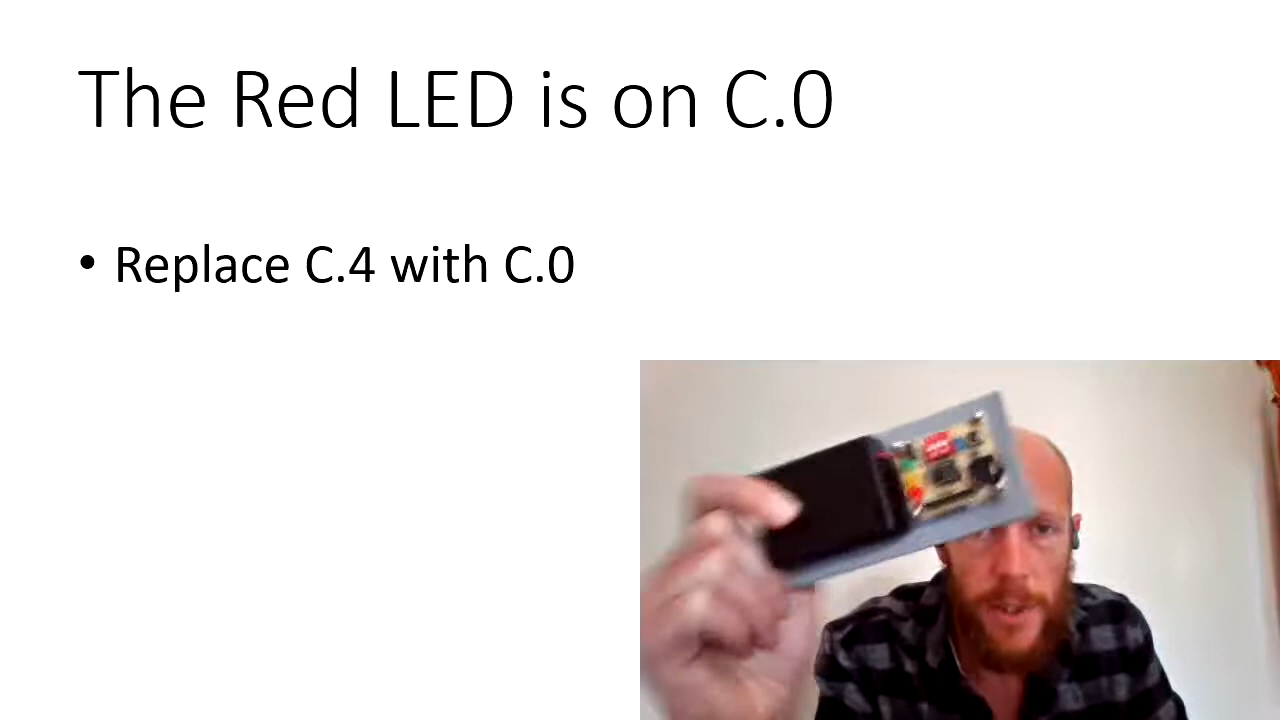 The Red LED is on C.0
• Replace C.4 with C.0